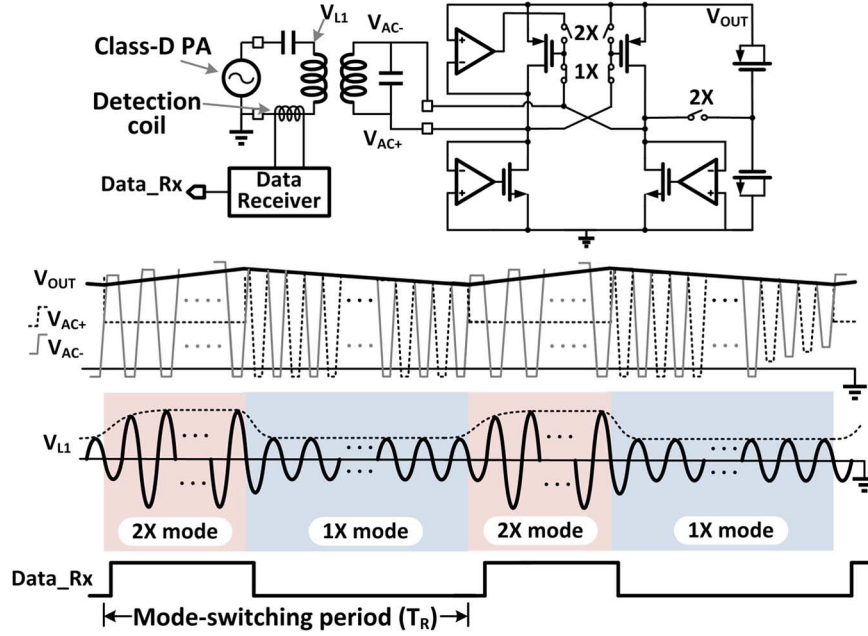 V_L1
V_AC-
V_OUT
Class-D PA
2X
1X
2X
Detection
coil
V_AC+
Data_Rx
Data
Receiver
V_OUT
V_AC+
V_AC-
V_L1
2X mode
1X mode
2X mode
1X mode
Data_Rx
Mode-switching period (T_R)